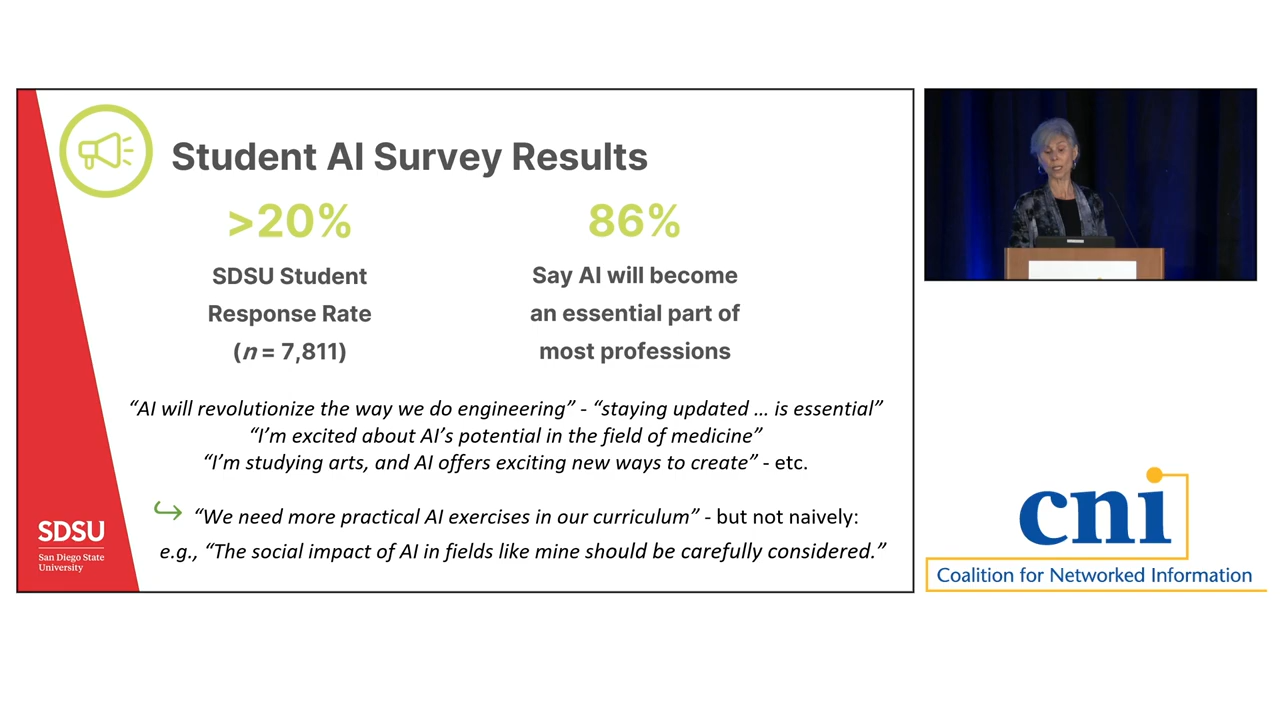 Student AI Survey Results
>20%
SDSU Student
Response Rate
(n = 7,811)
86%
Say AI will become
an essential part of
most professions
“AI will revolutionize the way we do engineering” - “staying updated … is essential”
“I’m excited about AI’s potential in the field of medicine”
“I’m studying arts, and AI offers exciting new ways to create” - etc.
“We need more practical AI exercises in our curriculum” - but not naively:
e.g., “The social impact of AI in fields like mine should be carefully considered.”
SDSU
San Diego State
University
cni
Coalition for Networked Information